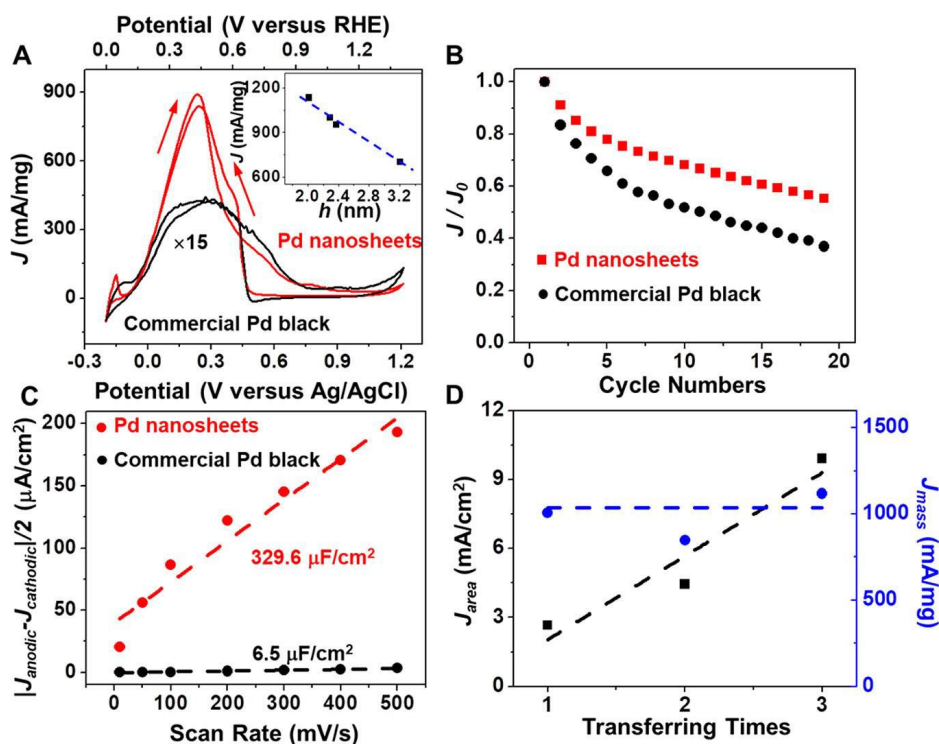 Potential (V versus RHE)
0.0 0.3 0.6 0.9 1.2
A
J (mA/mg)
900
600
300
0
-0.3 0.0 0.3 0.6 0.9 1.2
Potential (V versus Ag/AgCl)
×15
Pd nanosheets
Commercial Pd black
J (mA/mg)
1200
900
600
2.0 2.4 2.8 3.2
h (nm)
B
J / J0
1.0
0.8
0.6
0.4
0.2
0.0
Pd nanosheets
Commercial Pd black
0 5 10 15 20
Cycle Numbers
C
|Janodic-Jcathodic|/2 (μA/cm²)
200
150
100
50
0
Pd nanosheets
Commercial Pd black
329.6 μF/cm²
6.5 μF/cm²
0 100 200 300 400 500
Scan Rate (mV/s)
D
Jarea (mA/cm²)
12
9
6
3
0
1500
1000
500
0
Jmass (mA/mg)
1 2 3
Transferring Times